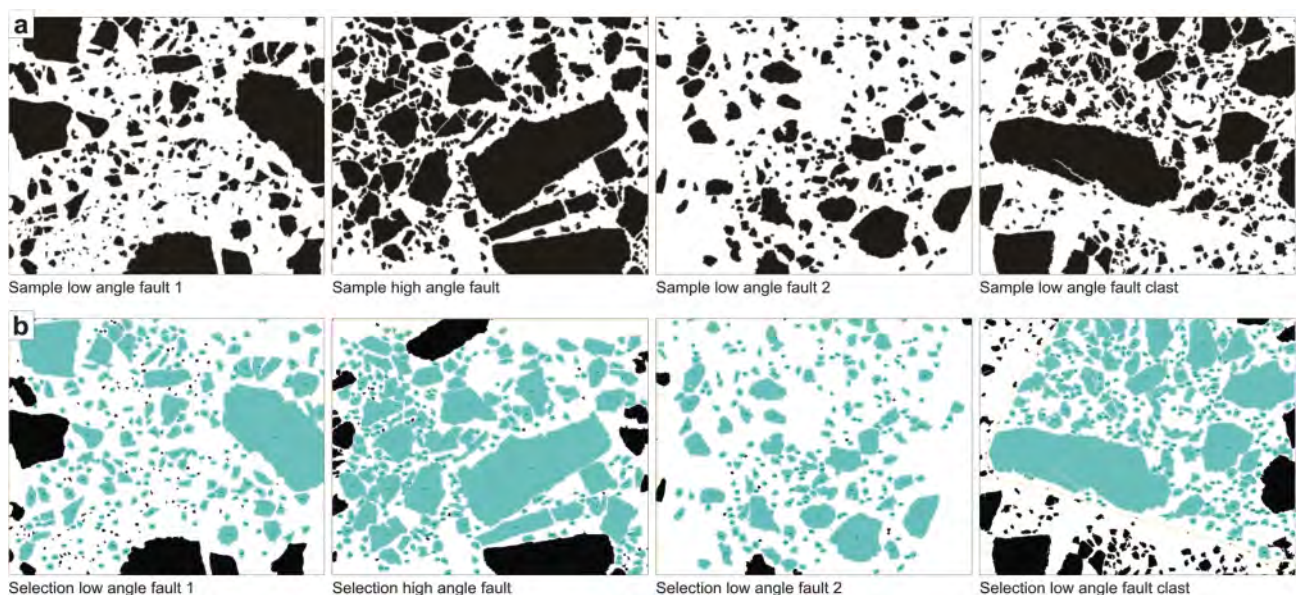 a
Sample low angle fault 1
Sample high angle fault
Sample low angle fault 2
Sample low angle fault clast
b
Selection low angle fault 1
Selection high angle fault
Selection low angle fault 2
Selection low angle fault clast